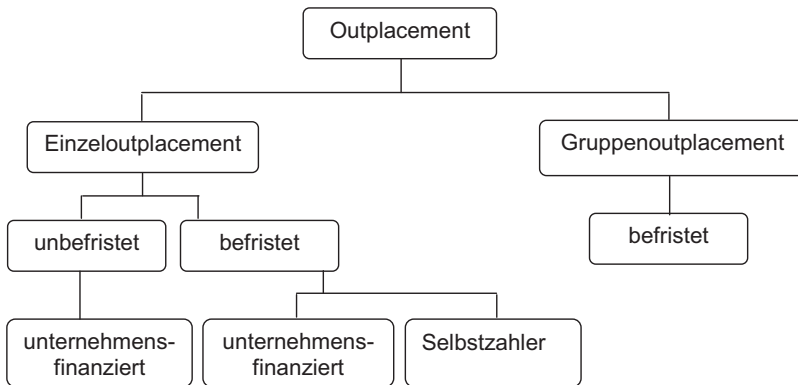 Outplacement
Einzeloutplacement
Gruppenoutplacement
unbefristet
befristet
befristet
unternehmens-
finanziert
unternehmens-
finanziert
Selbstzahler